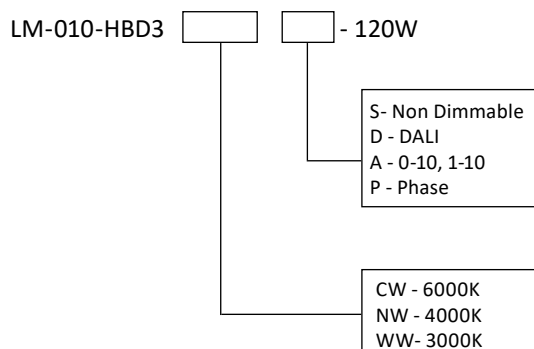 LM-010-HBD3 - 120W
S- Non Dimmable
D - DALI
A - 0-10, 1-10
P - Phase
CW - 6000K
NW - 4000K
WW- 3000K